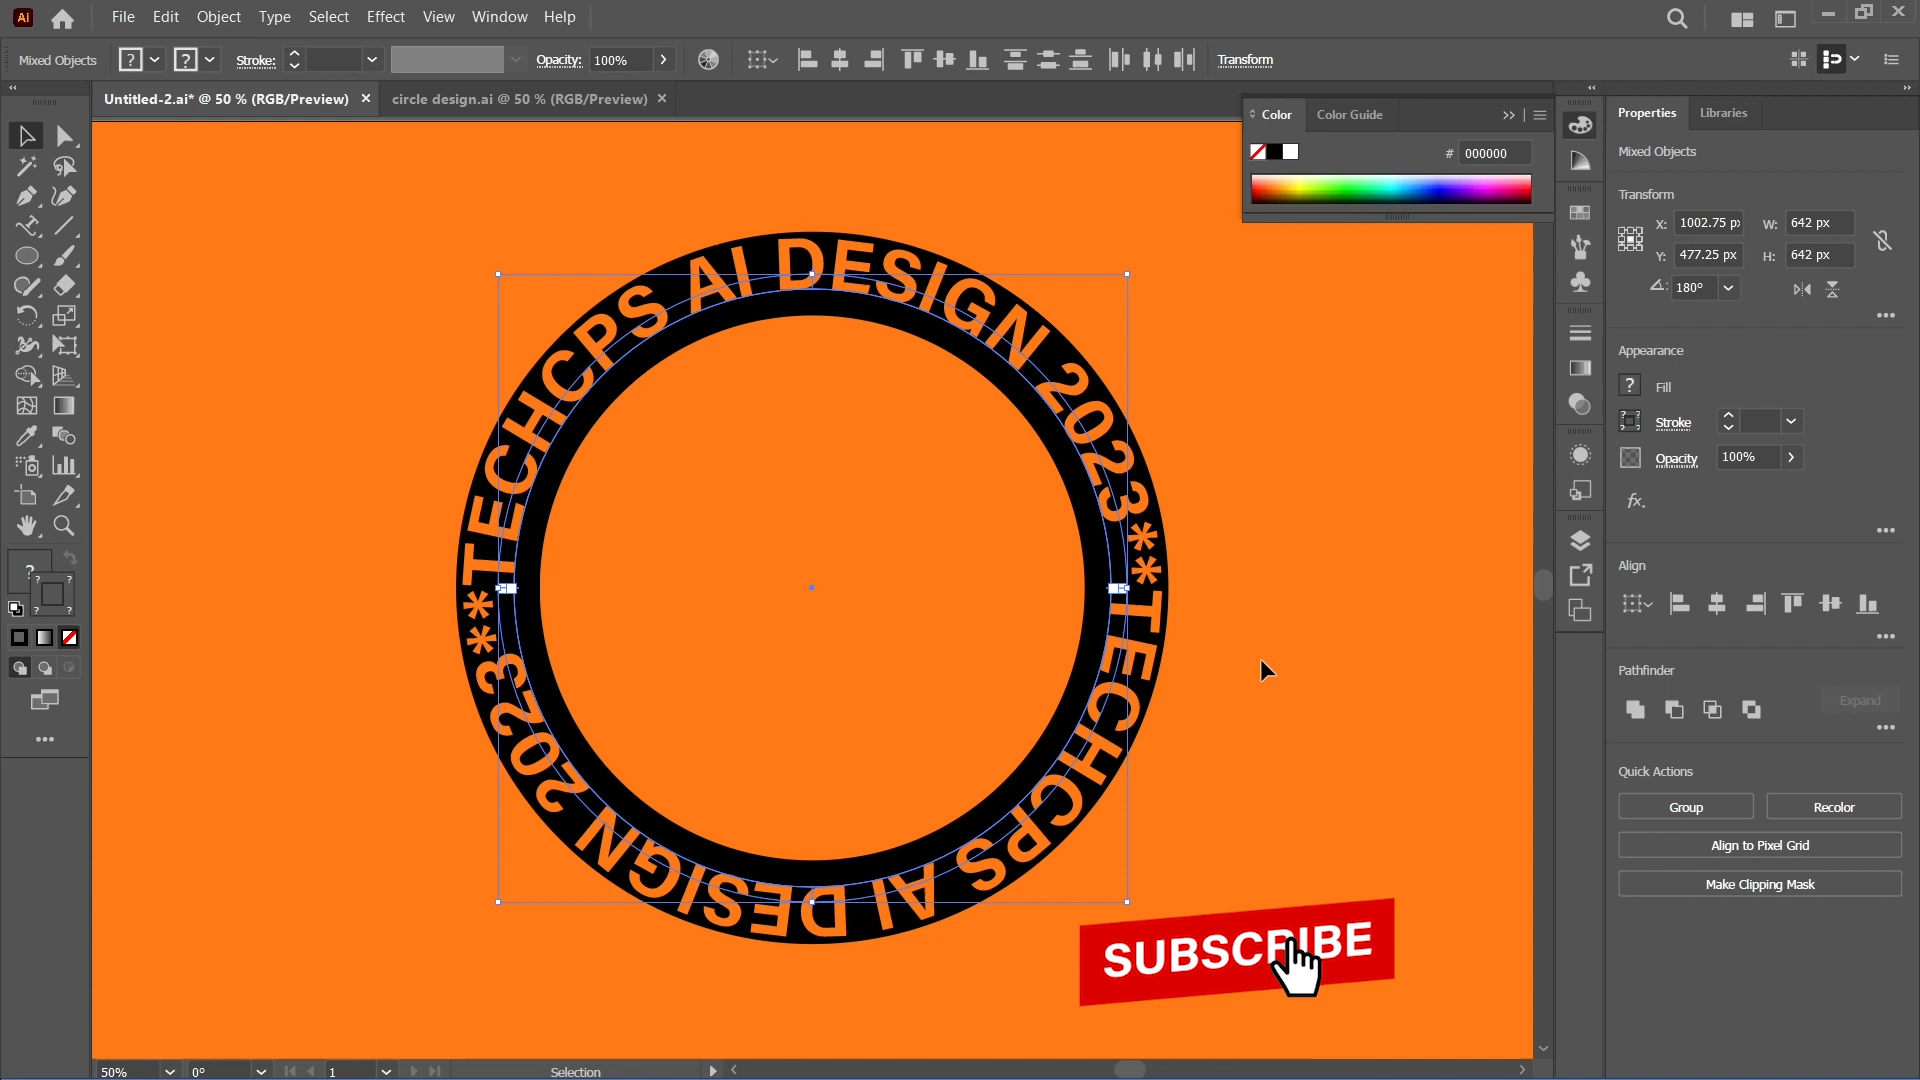 Ai File Edit Object Type Select Effect View Window Help
Mixed Objects ? ? Stroke: Opacity: 100% Transform
Untitled-2.ai* @ 50 % (RGB/Preview) × circle design.ai @ 50 % (RGB/Preview) ×
Color Color Guide
# 000000
Properties Libraries
Mixed Objects
Transform
X: 1002.75 px W: 642 px
Y: 477.25 px H: 642 px
180°
Appearance
? Fill
Stroke
Opacity 100%
fx.
Align
Pathfinder
Expand
Quick Actions
Group Recolor
Align to Pixel Grid
Make Clipping Mask
TECHCPS AI DESIGN 2023**
TECHCPS AI DESIGN 2023**
SUBSCRIBE
50% 0° 1 Selection